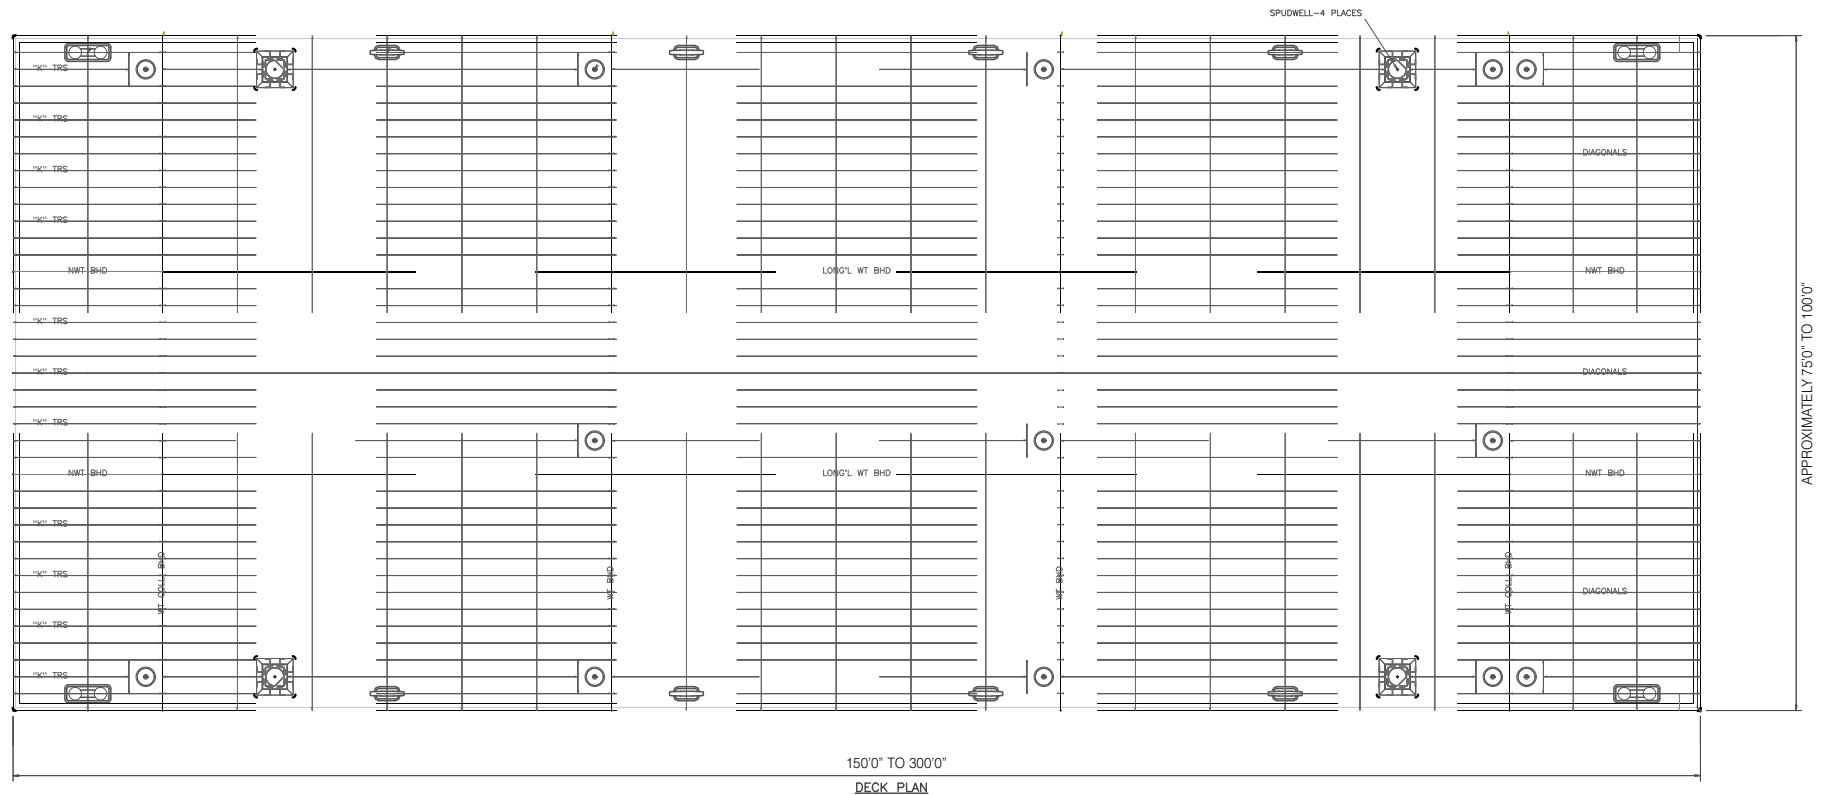 SPUDWELL-4 PLACES
"K" TRS
"K" TRS
DIAGONALS
"K" TRS
"K" TRS
NWT BHD
LONG'L WT BHD
NWT BHD
"K" TRS
"K" TRS
DIAGONALS
"K" TRS
NWT BHD
LONG'L WT BHD
NWT BHD
"K" TRS
"K" TRS
DIAGONALS
"K" TRS
"K" TRS
WT COLL. BHD
WT BHD
WT BHD
WT COLL. BHD
APPROXIMATELY 75'0" TO 100'0"
150'0" TO 300'0"
DECK PLAN